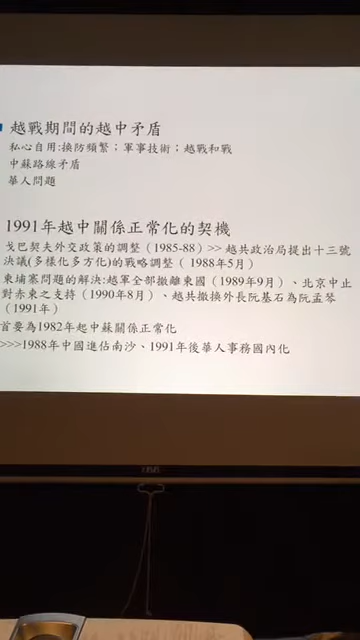 越戰期間的越中矛盾
私心自用:換防頻繁；軍事技術；越戰和戰
中蘇路線矛盾
華人問題
1991年越中關係正常化的契機
戈巴契夫外交政策的調整（1985-88）>> 越共政治局提出十三號
決議(多樣化多方化)的戰略調整（1988年5月）
柬埔寨問題的解決:越軍全部撤離柬國（1989年9月）、北京中止
對赤柬之支持（1990年8月）、越共撤換外長阮基石為阮孟琴
（1991年）
首要為1982年起中蘇關係正常化
>>>1988年中國進佔南沙、1991年後華人事務國內化